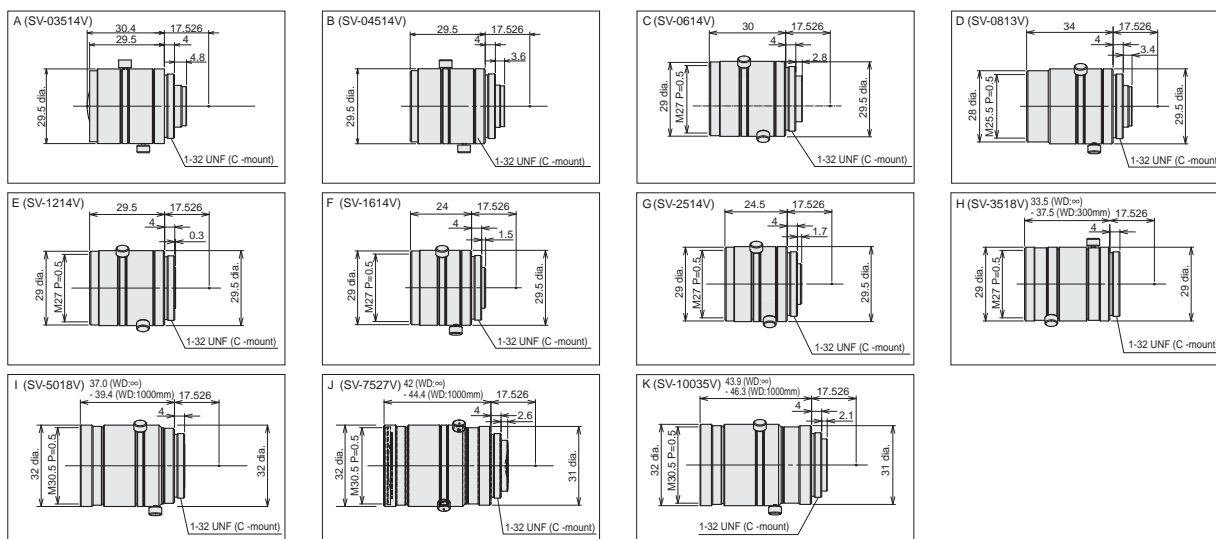 A (SV-03514V)
30.4
17.526
29.5
4
4.8
29.5 dia.
1-32 UNF (C -mount)
B (SV-04514V)
29.5
17.526
4
3.6
29.5 dia.
1-32 UNF (C -mount)
C (SV-0614V)
30
17.526
4
2.8
29 dia.
M27 P=0.5
29.5 dia.
1-32 UNF (C -mount)
D (SV-0813V)
34
17.526
4
3.4
28 dia.
M25.5 P=0.5
29.5 dia.
1-32 UNF (C -mount)
E (SV-1214V)
29.5
17.526
4
0.3
29 dia.
M27 P=0.5
29.5 dia.
1-32 UNF (C -mount)
F (SV-1614V)
24
17.526
4
1.5
29 dia.
M27 P=0.5
29.5 dia.
1-32 UNF (C -mount)
G (SV-2514V)
24.5
17.526
4
1.7
29 dia.
M27 P=0.5
29.5 dia.
1-32 UNF (C -mount)
H (SV-3518V) 33.5 (WD:∞)
- 37.5 (WD:300mm)
17.526
4
29 dia.
M27 P=0.5
29 dia.
1-32 UNF (C -mount)
I (SV-5018V) 37.0 (WD:∞)
- 39.4 (WD:1000mm)
17.526
4
32 dia.
M30.5 P=0.5
32 dia.
1-32 UNF (C -mount)
J (SV-7527V) 42 (WD:∞)
- 44.4 (WD:1000mm)
17.526
4
2.6
32 dia.
M30.5 P=0.5
31 dia.
1-32 UNF (C -mount)
K (SV-10035V) 43.9 (WD:∞)
- 46.3 (WD:1000mm)
17.526
4
2.1
32 dia.
M30.5 P=0.5
31 dia.
1-32 UNF (C -mount)